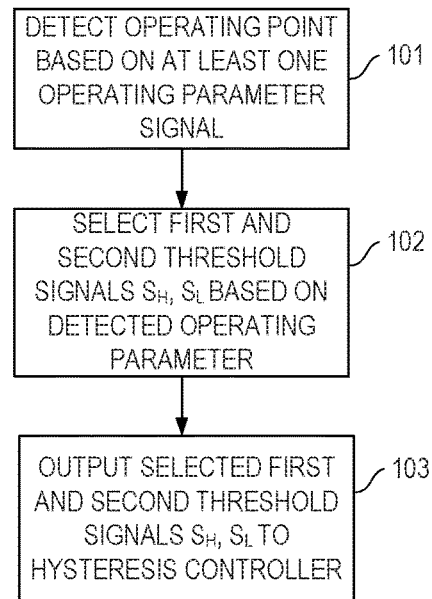 DETECT OPERATING POINT
BASED ON AT LEAST ONE
OPERATING PARAMETER
SIGNAL
101
SELECT FIRST AND
SECOND THRESHOLD
SIGNALS SH, SL BASED ON
DETECTED OPERATING
PARAMETER
102
OUTPUT SELECTED FIRST
AND SECOND THRESHOLD
SIGNALS SH, SL TO
HYSTERESIS CONTROLLER
103